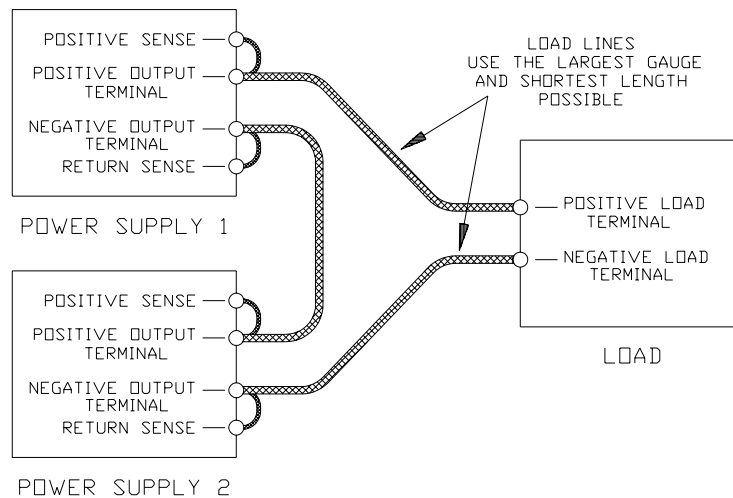 POSITIVE SENSE
POSITIVE OUTPUT
TERMINAL
NEGATIVE OUTPUT
TERMINAL
RETURN SENSE
POWER SUPPLY 1
LOAD LINES
USE THE LARGEST GAUGE
AND SHORTEST LENGTH
POSSIBLE
POSITIVE LOAD
TERMINAL
NEGATIVE LOAD
TERMINAL
LOAD
POSITIVE SENSE
POSITIVE OUTPUT
TERMINAL
NEGATIVE OUTPUT
TERMINAL
RETURN SENSE
POWER SUPPLY 2